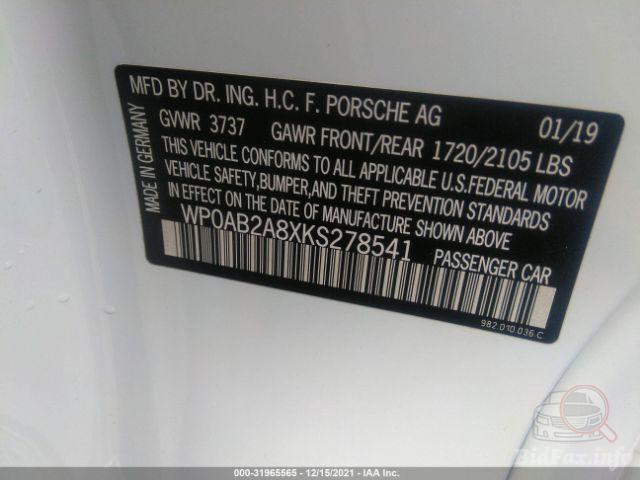 MFD BY DR. ING. H.C. F. PORSCHE AG 01/19
GVWR 3737 GAWR FRONT/REAR 1720/2105 LBS
THIS VEHICLE CONFORMS TO ALL APPLICABLE U.S.FEDERAL MOTOR
VEHICLE SAFETY,BUMPER,AND THEFT PREVENTION STANDARDS
IN EFFECT ON THE DATE OF MANUFACTURE SHOWN ABOVE
WP0AB2A8XKS278541 PASSENGER CAR
MADE IN GERMANY
982.010.036 C
BidFax.info
000-31965565 - 12/15/2021 - IAA Inc.